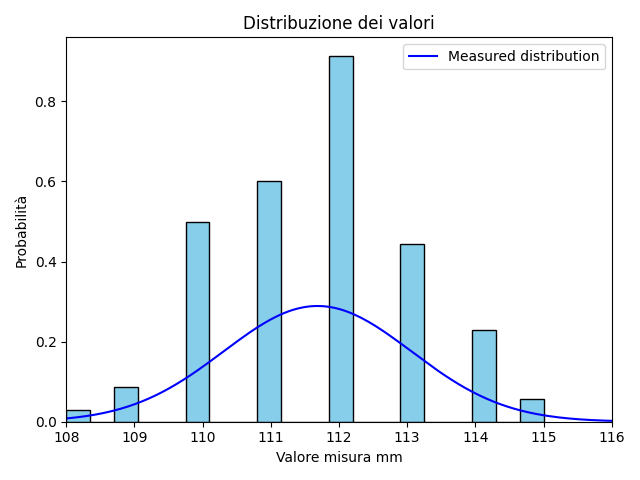 Distribuzione dei valori
Measured distribution
Probabilità
0.8
0.6
0.4
0.2
0.0
108 109 110 111 112 113 114 115 116
Valore misura mm